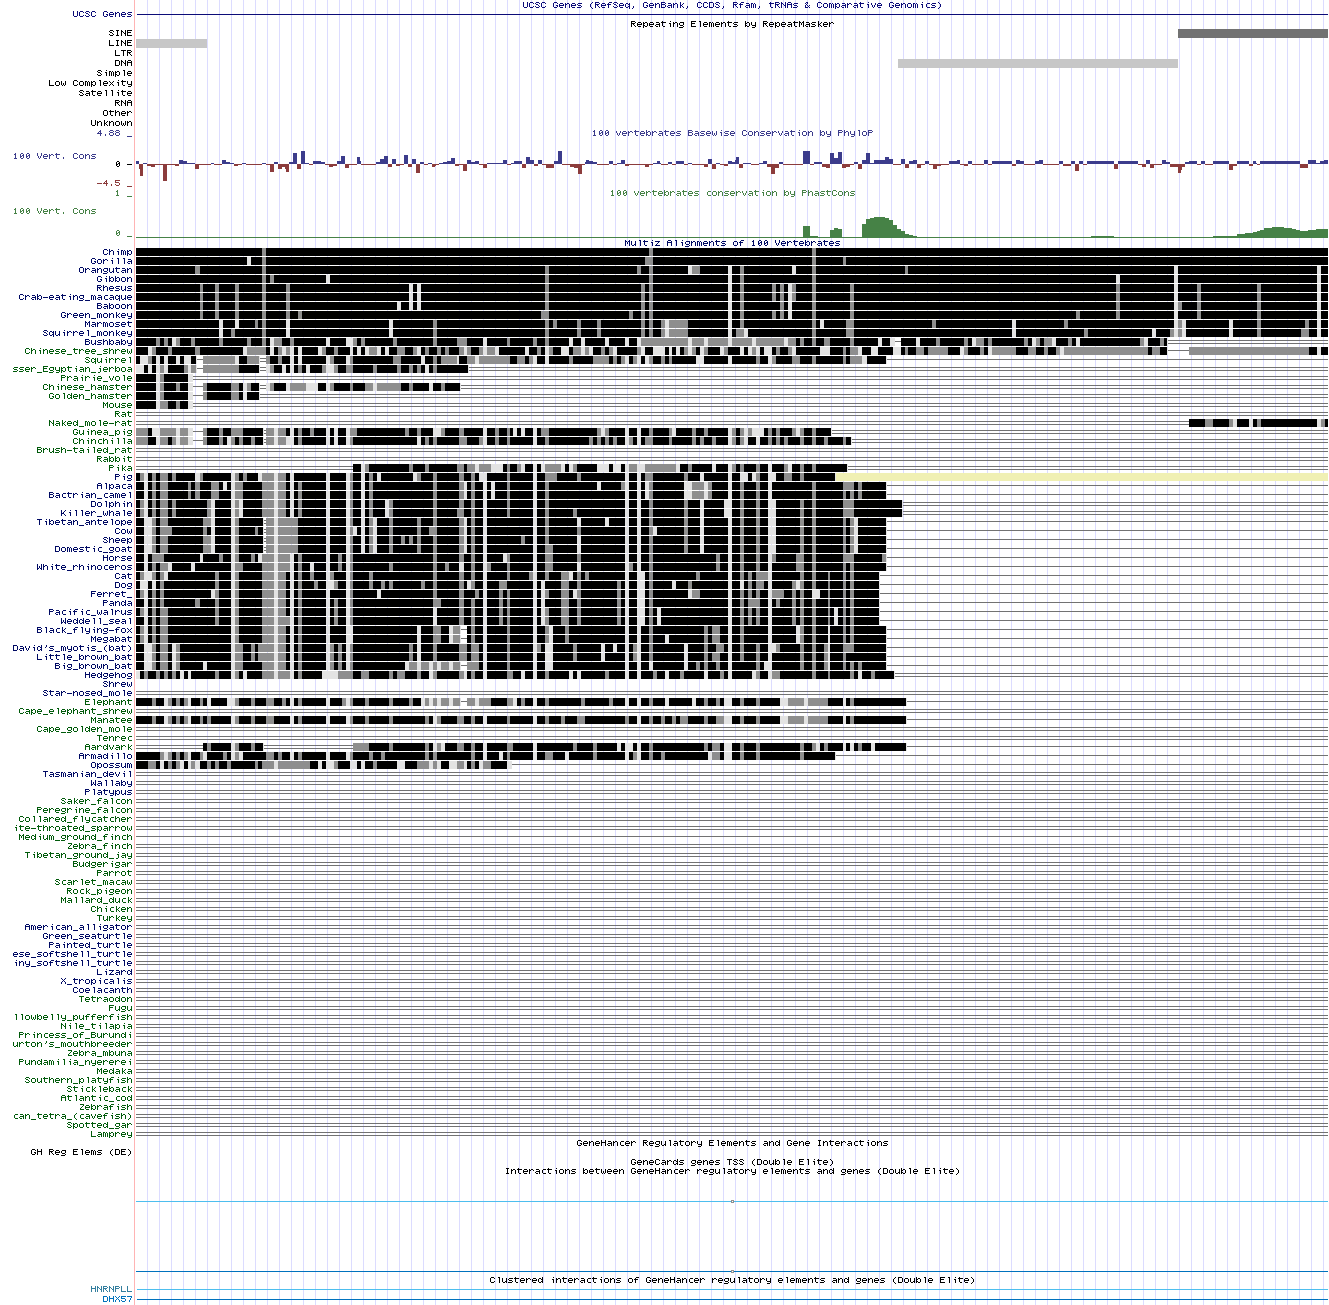 UCSC Genes (RefSeq, GenBank, CCDS, Rfam, tRNAs & Comparative Genomics)
UCSC Genes
Repeating Elements by RepeatMasker
SINE
LINE
LTR
DNA
Simple
Low Complexity
Satellite
RNA
Other
Unknown
100 vertebrates Basewise Conservation by PhyloP
4.88 _
100 Vert. Cons
0 -
-4.5 _
100 vertebrates conservation by PhastCons
1 _
100 Vert. Cons
0 _
Multiz Alignments of 100 Vertebrates
Chimp
Gorilla
Orangutan
Gibbon
Rhesus
Crab-eating_macaque
Baboon
Green_monkey
Marmoset
Squirrel_monkey
Bushbaby
Chinese_tree_shrew
Squirrel
sser_Egyptian_jerboa
Prairie_vole
Chinese_hamster
Golden_hamster
Mouse
Rat
Naked_mole-rat
Guinea_pig
Chinchilla
Brush-tailed_rat
Rabbit
Pika
Pig
Alpaca
Bactrian_camel
Dolphin
Killer_whale
Tibetan_antelope
Cow
Sheep
Domestic_goat
Horse
White_rhinoceros
Cat
Dog
Ferret_
Panda
Pacific_walrus
Weddell_seal
Black_flying-fox
Megabat
David's_myotis_(bat)
Little_brown_bat
Big_brown_bat
Hedgehog
Shrew
Star-nosed_mole
Elephant
Cape_elephant_shrew
Manatee
Cape_golden_mole
Tenrec
Aardvark
Armadillo
Opossum
Tasmanian_devil
Wallaby
Platypus
Saker_falcon
Peregrine_falcon
Collared_flycatcher
ite-throated_sparrow
Medium_ground_finch
Zebra_finch
Tibetan_ground_jay
Budgerigar
Parrot
Scarlet_macaw
Rock_pigeon
Mallard_duck
Chicken
Turkey
American_alligator
Green_seaturtle
Painted_turtle
ese_softshell_turtle
iny_softshell_turtle
Lizard
X_tropicalis
Coelacanth
Tetraodon
Fugu
llowbelly_pufferfish
Nile_tilapia
Princess_of_Burundi
urton's_mouthbreeder
Zebra_mbuna
Pundamilia_nyererei
Medaka
Southern_platyfish
Stickleback
Atlantic_cod
Zebrafish
can_tetra_(cavefish)
Spotted_gar
Lamprey
GeneHancer Regulatory Elements and Gene Interactions
GH Reg Elems (DE)
GeneCards genes TSS (Double Elite)
Interactions between GeneHancer regulatory elements and genes (Double Elite)
Clustered interactions of GeneHancer regulatory elements and genes (Double Elite)
HNRNPLL
DHX57